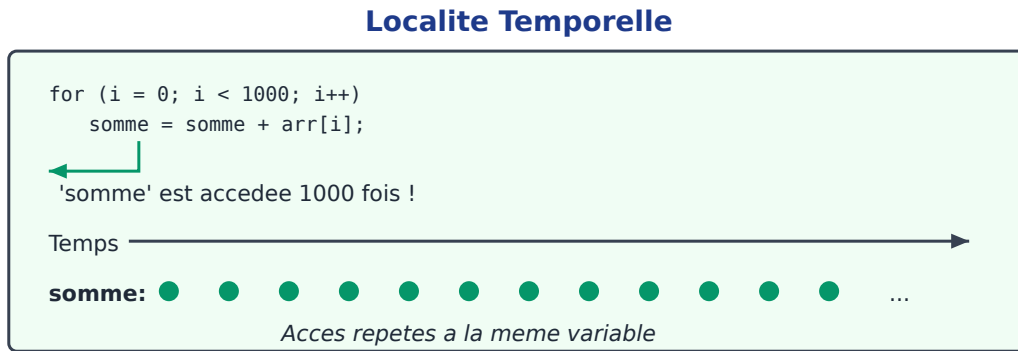 Localite Temporelle
for (i = 0; i < 1000; i++)
somme = somme + arr[i];
'somme' est accedee 1000 fois !
Temps
somme: ...
Acces repetes a la meme variable